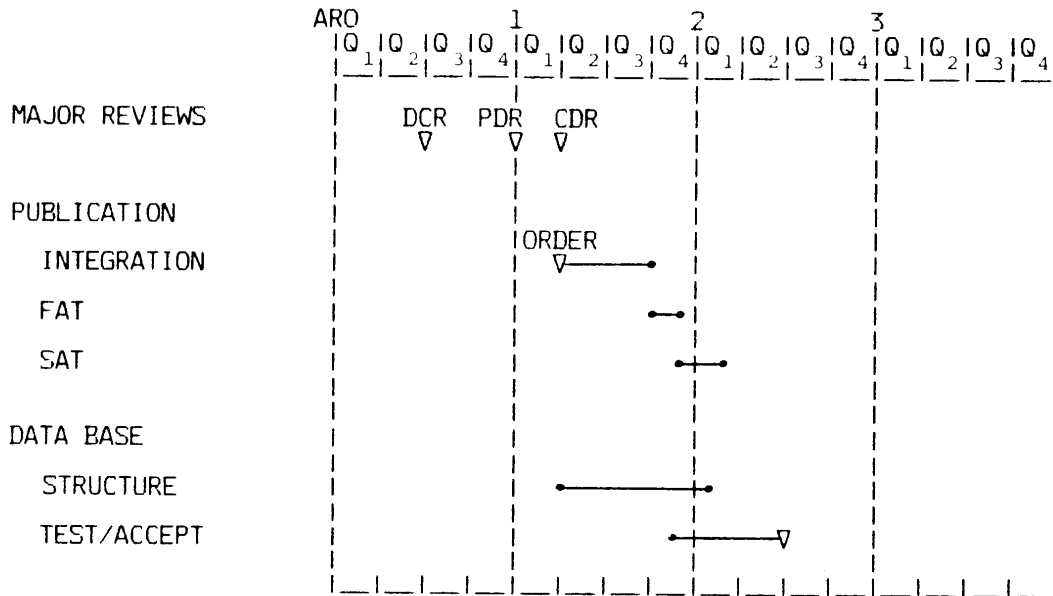 ARO 1 2 3
|Q1|Q2|Q3|Q4|Q1|Q2|Q3|Q4|Q1|Q2|Q3|Q4|Q1|Q2|Q3|Q4
MAJOR REVIEWS DCR PDR CDR
PUBLICATION
ORDER
INTEGRATION
FAT
SAT
DATA BASE
STRUCTURE
TEST/ACCEPT